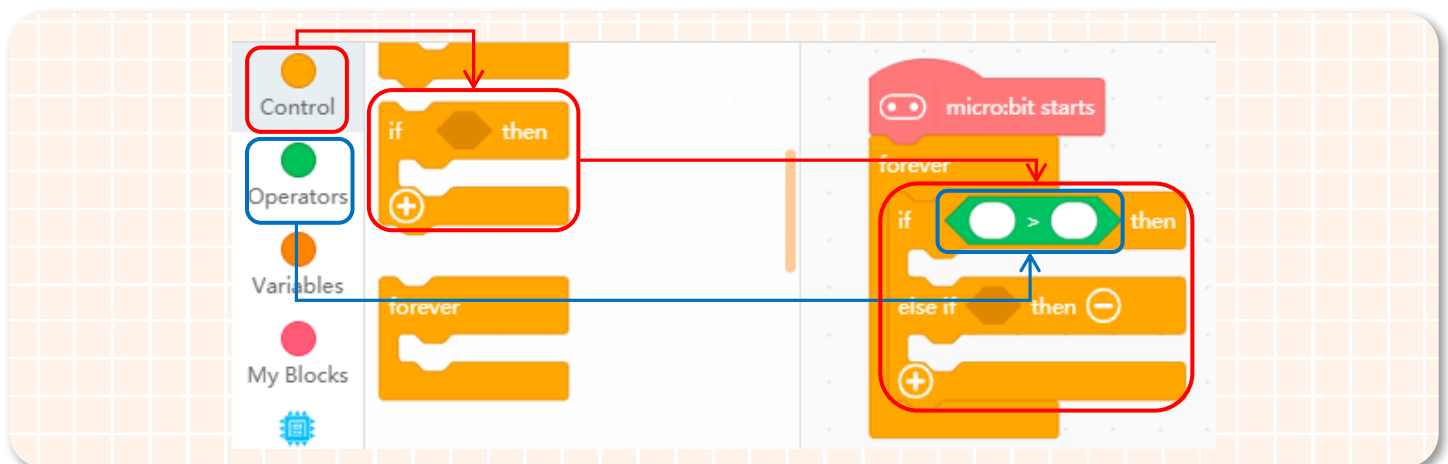 Control
Operators
Variables
My Blocks
if then
forever
micro:bit starts
forever
if > then
else if then